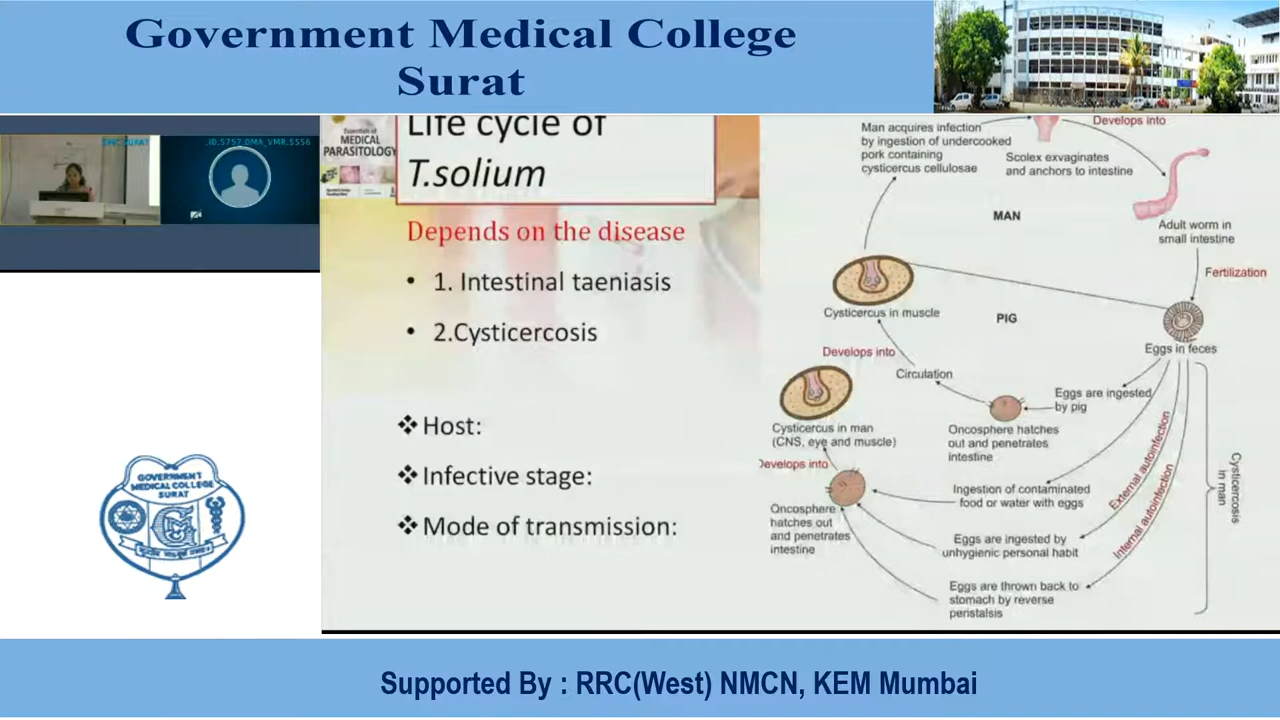 Government Medical College
Surat
GMC SURAT
_ID.5757_DMA_VMR.5556
Essentials of
MEDICAL
PARASITOLOGY
Life cycle of
T.solium
Depends on the disease
• 1. Intestinal taeniasis
• 2.Cysticercosis
❖ Host:
❖ Infective stage:
❖ Mode of transmission:
Man acquires infection
by ingestion of undercooked
pork containing
cysticercus cellulosae
Develops into
Scolex exvaginates
and anchors to intestine
MAN
Adult worm in
small intestine
Fertilization
Cysticercus in muscle
PIG
Eggs in feces
Develops into
Circulation
Eggs are ingested
by pig
Oncosphere hatches
out and penetrates
intestine
Cysticercus in man
(CNS, eye and muscle)
Develops into
Oncosphere
hatches out
and penetrates
intestine
Ingestion of contaminated
food or water with eggs
External autoinfection
Internal autoinfection
Cysticercosis
in man
Eggs are ingested by
unhygienic personal habit
Eggs are thrown back to
stomach by reverse
peristalsis
GOVERNMENT
MEDICAL COLLEGE
SURAT
Supported By : RRC(West) NMCN, KEM Mumbai